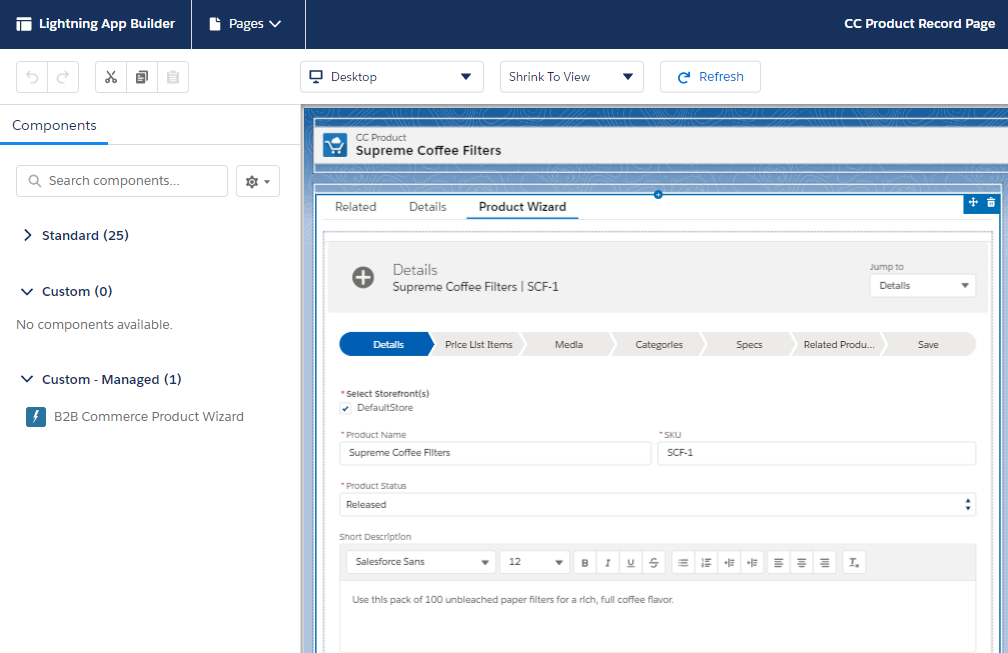 Lightning App Builder
Pages
CC Product Record Page
Desktop
Shrink To View
Refresh
Components
Search components...
Standard (25)
Custom (0)
No components available.
Custom - Managed (1)
B2B Commerce Product Wizard
CC Product
Supreme Coffee Filters
Related Details Product Wizard
Details
Supreme Coffee Filters | SCF-1
Jump to
Details
Details Price List Items Media Categories Specs Related Produ... Save
* Select Storefront(s)
DefaultStore
* Product Name * SKU
Supreme Coffee Filters SCF-1
* Product Status
Released
Short Description
Salesforce Sans 12 B I U S
Use this pack of 100 unbleached paper filters for a rich, full coffee flavor.